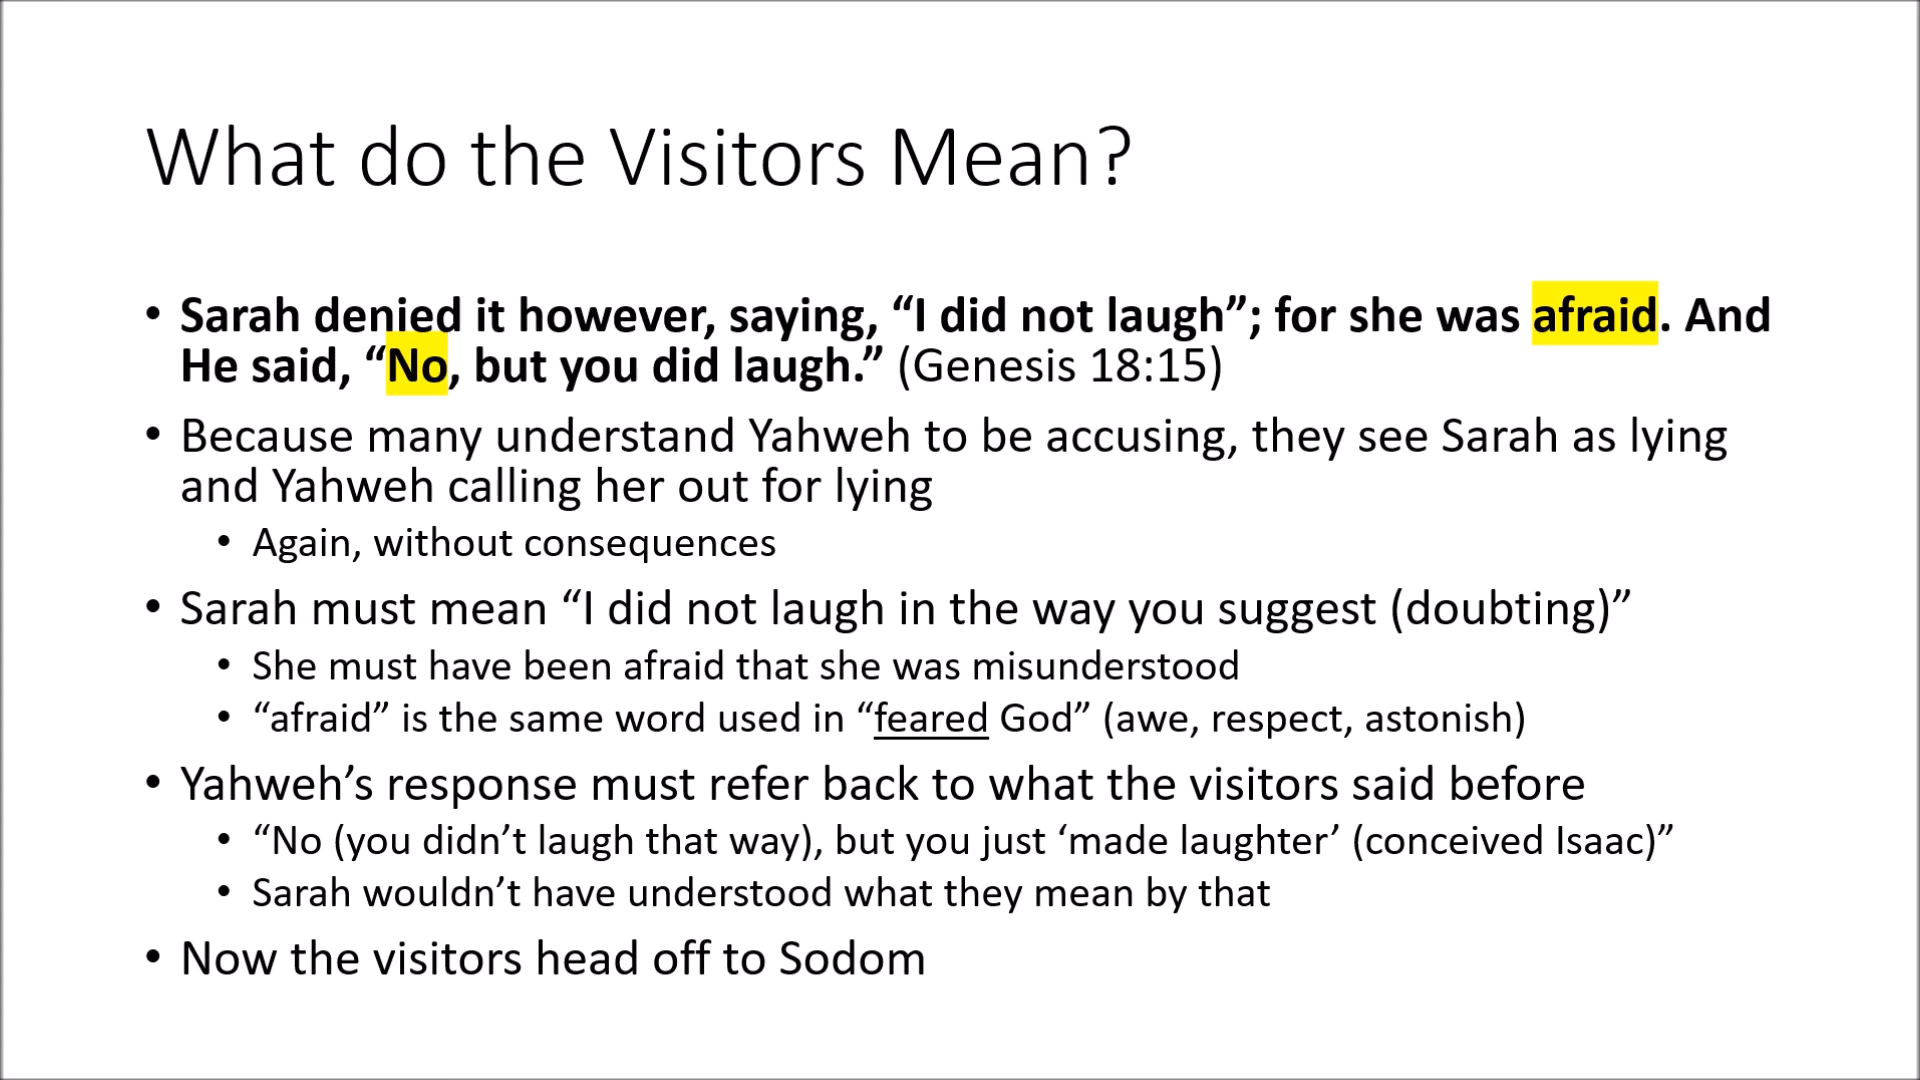 What do the Visitors Mean?
• Sarah denied it however, saying, “I did not laugh”; for she was afraid. And
He said, “No, but you did laugh.” (Genesis 18:15)
• Because many understand Yahweh to be accusing, they see Sarah as lying
and Yahweh calling her out for lying
• Again, without consequences
• Sarah must mean “I did not laugh in the way you suggest (doubting)”
• She must have been afraid that she was misunderstood
• “afraid” is the same word used in “feared God” (awe, respect, astonish)
• Yahweh’s response must refer back to what the visitors said before
• “No (you didn’t laugh that way), but you just ‘made laughter’ (conceived Isaac)”
• Sarah wouldn’t have understood what they mean by that
• Now the visitors head off to Sodom